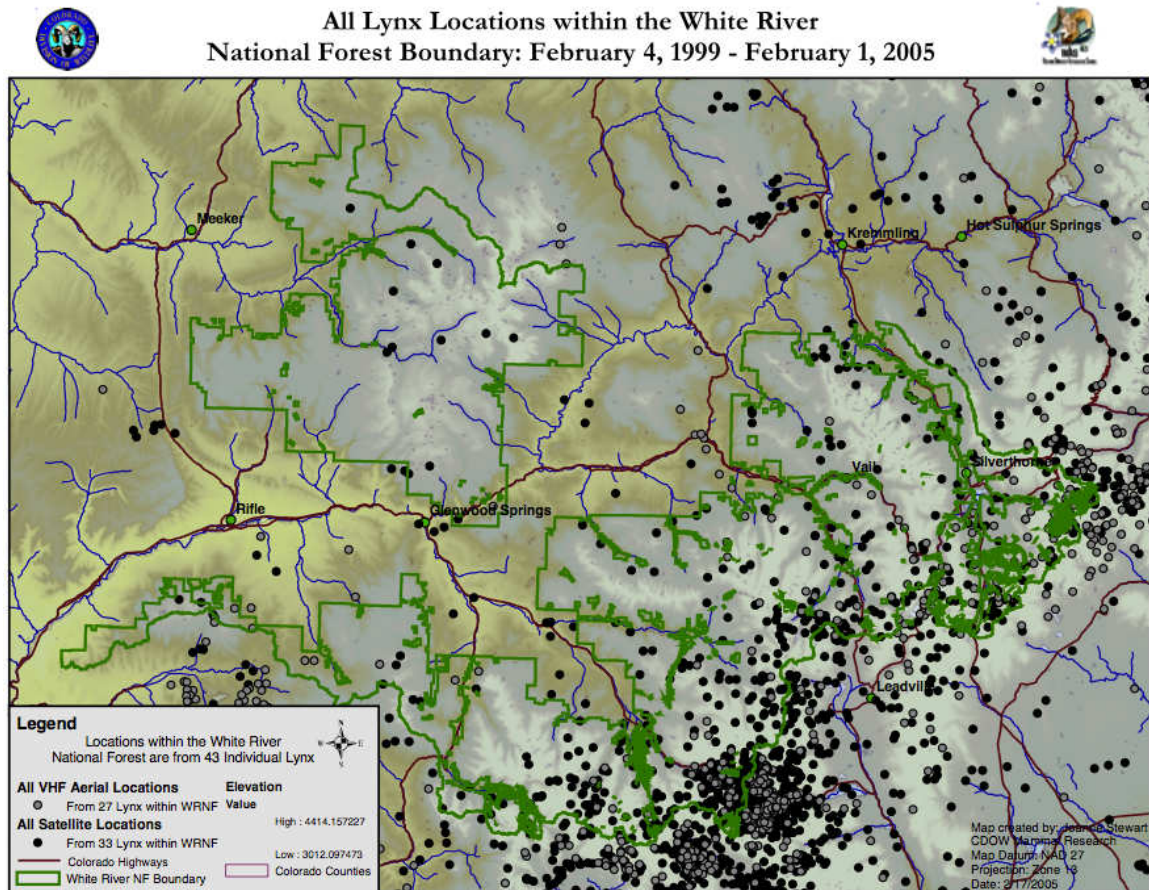 All Lynx Locations within the White River
National Forest Boundary: February 4, 1999 - February 1, 2005
Meeker
Kremmling
Hot Sulphur Springs
Vail
Silverthorne
Rifle
Glenwood Springs
Leadville
Legend
Locations within the White River
National Forest are from 43 Individual Lynx
N
W
E
S
All VHF Aerial Locations
From 27 Lynx within WRNF
All Satellite Locations
From 33 Lynx within WRNF
Colorado Highways
White River NF Boundary
Elevation
Value
High : 4414.157227
Low : 3012.097473
Colorado Counties
Map created by: Joanne Stewart
CDOW Mammal Research
Map Datum: NAD 27
Projection: Zone 13
Date: 2/17/2005